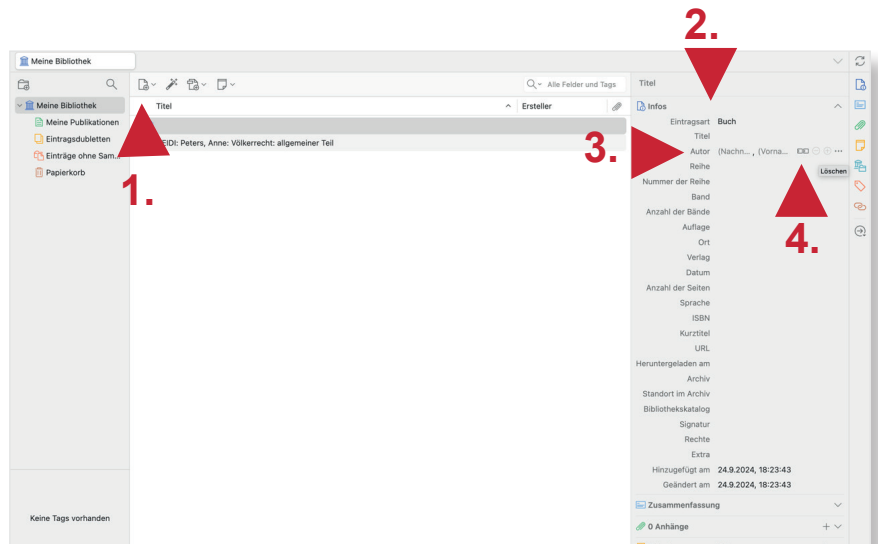 2.
Meine Bibliothek
Alle Felder und Tags
Titel
Meine Bibliothek
Meine Publikationen
Eintragsdubletten
Einträge ohne Sam...
Papierkorb
1.
Titel
Ersteller
EIDI: Peters, Anne: Völkerrecht: allgemeiner Teil
3.
Infos
Eintragsart Buch
Titel
Autor (Nachn... , (Vorna...
Löschen
4.
Reihe
Nummer der Reihe
Band
Anzahl der Bände
Auflage
Ort
Verlag
Datum
Anzahl der Seiten
Sprache
ISBN
Kurztitel
URL
Heruntergeladen am
Archiv
Standort im Archiv
Bibliothekskatalog
Signatur
Rechte
Extra
Hinzugefügt am 24.9.2024, 18:23:43
Geändert am 24.9.2024, 18:23:43
Zusammenfassung
0 Anhänge
Keine Tags vorhanden